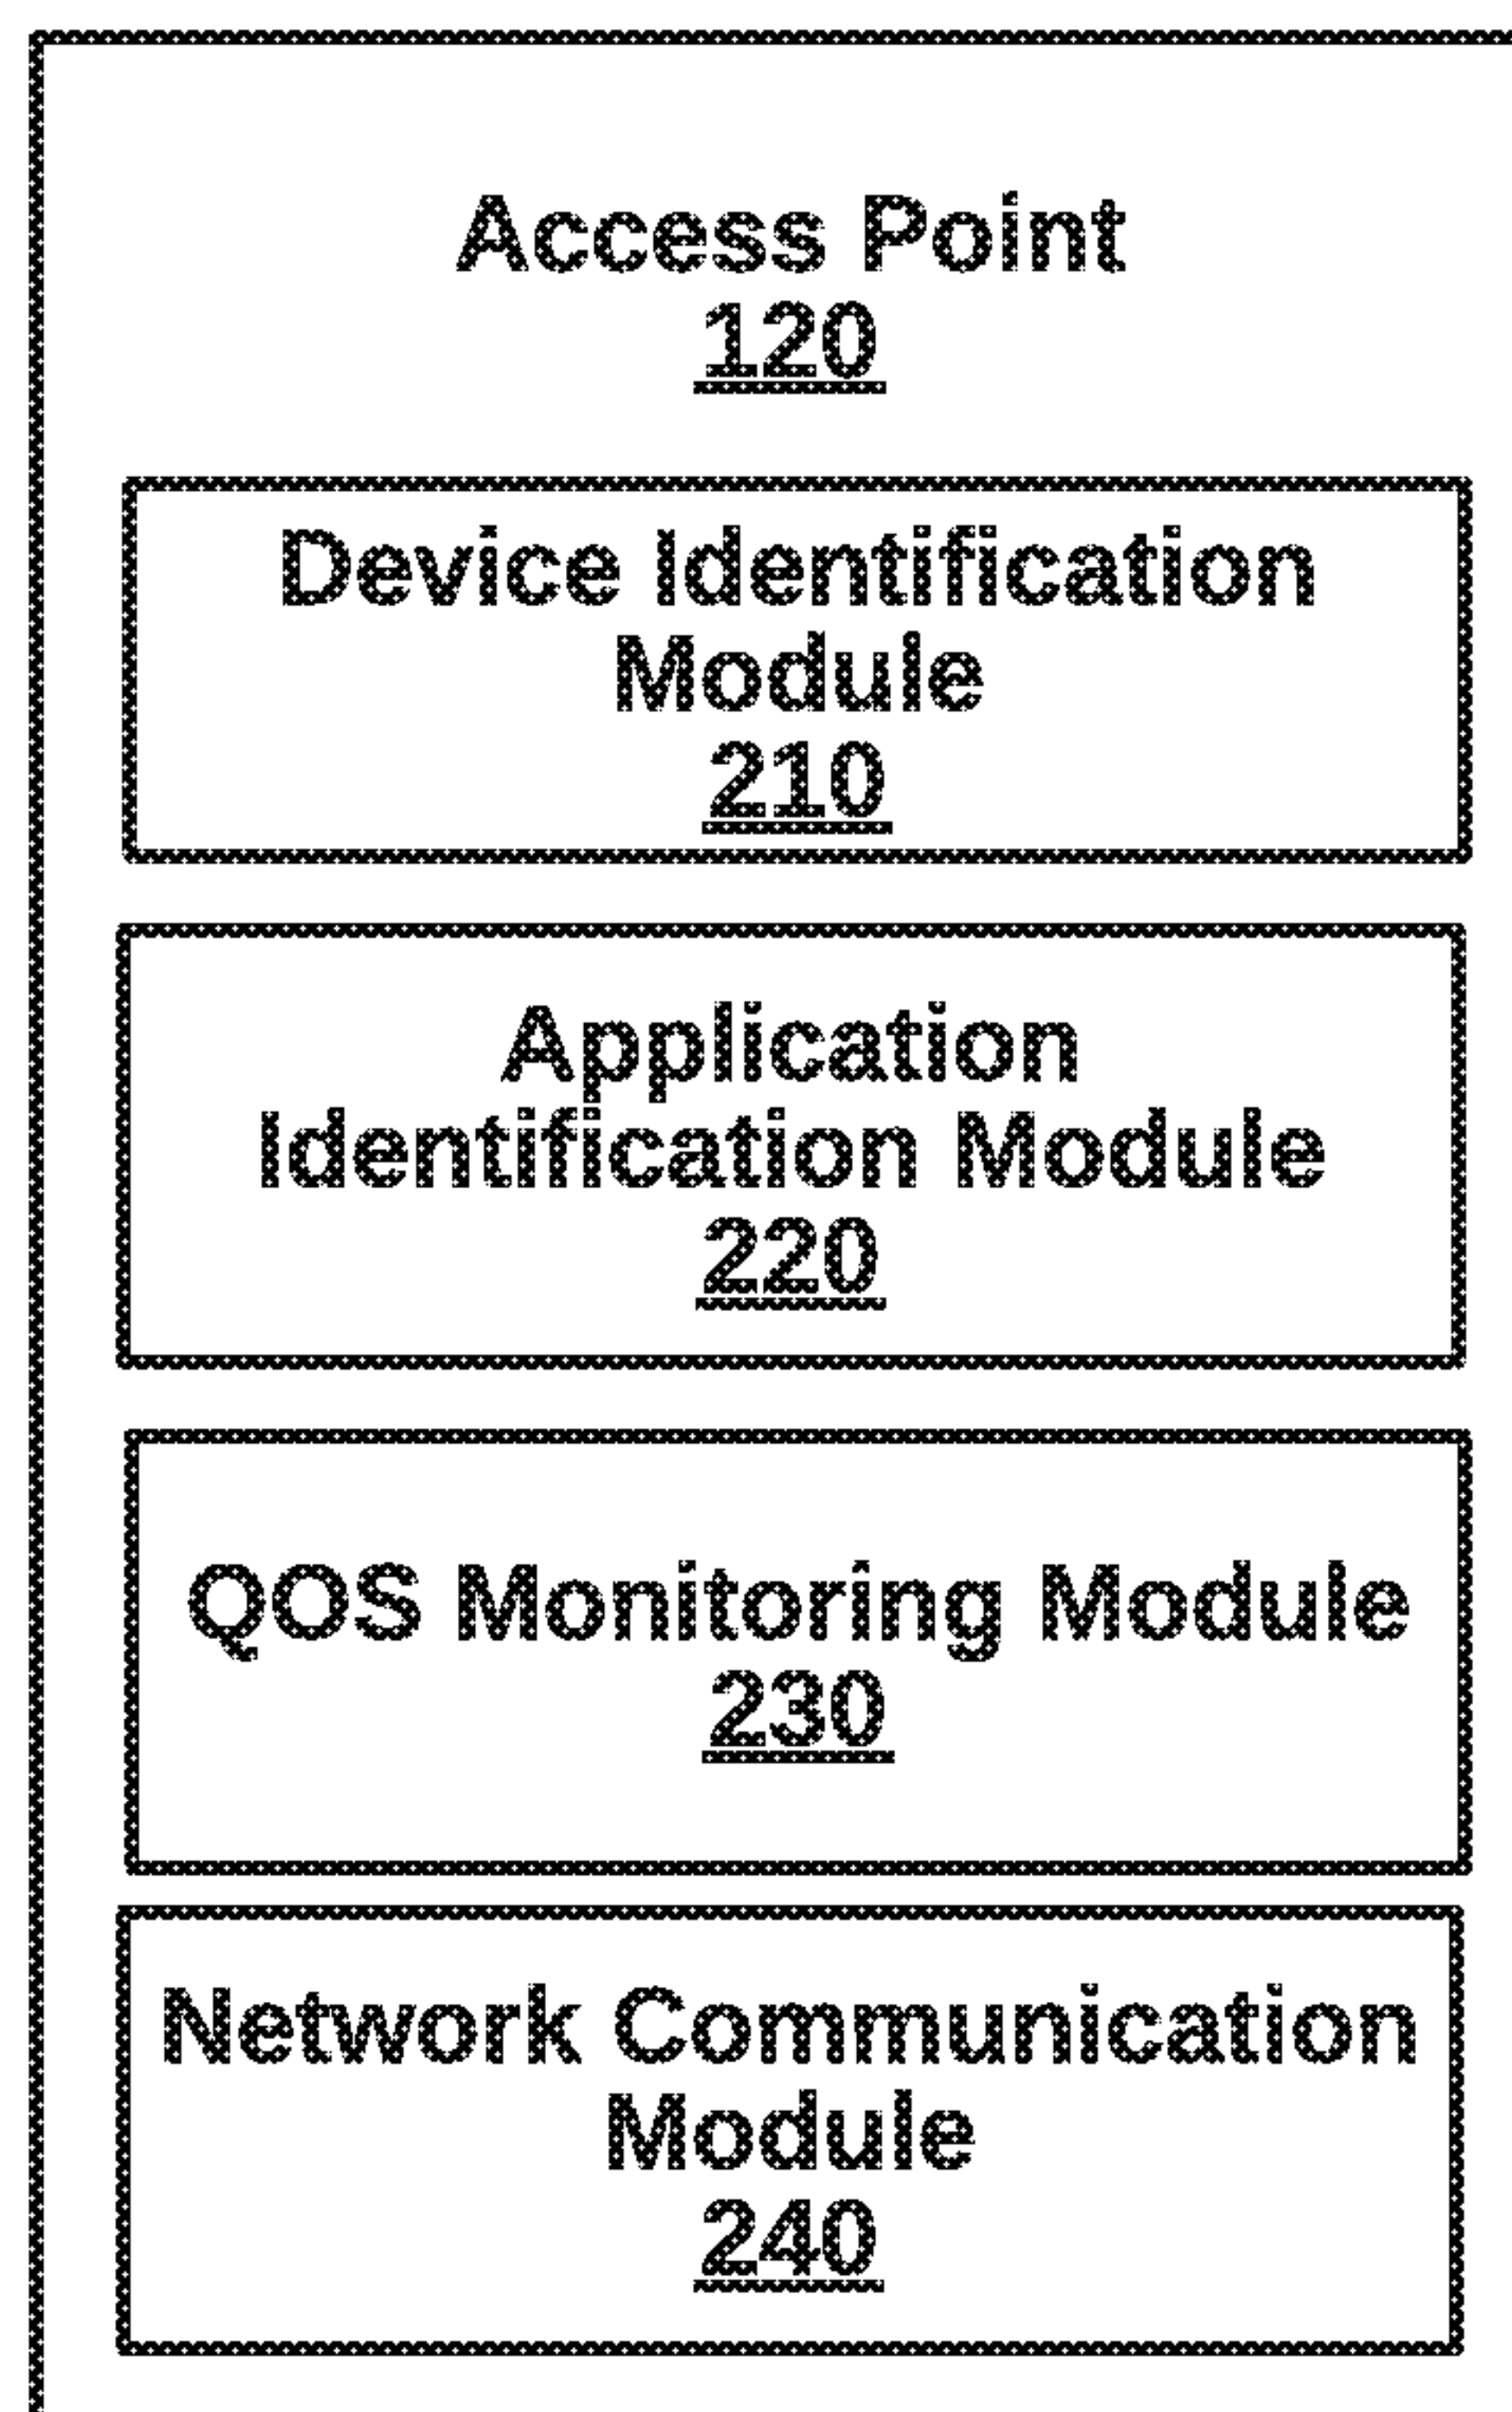 Access Point
120
Device Identification
Module
210
Application
Identification Module
220
QOS Monitoring Module
230
Network Communication
Module
240